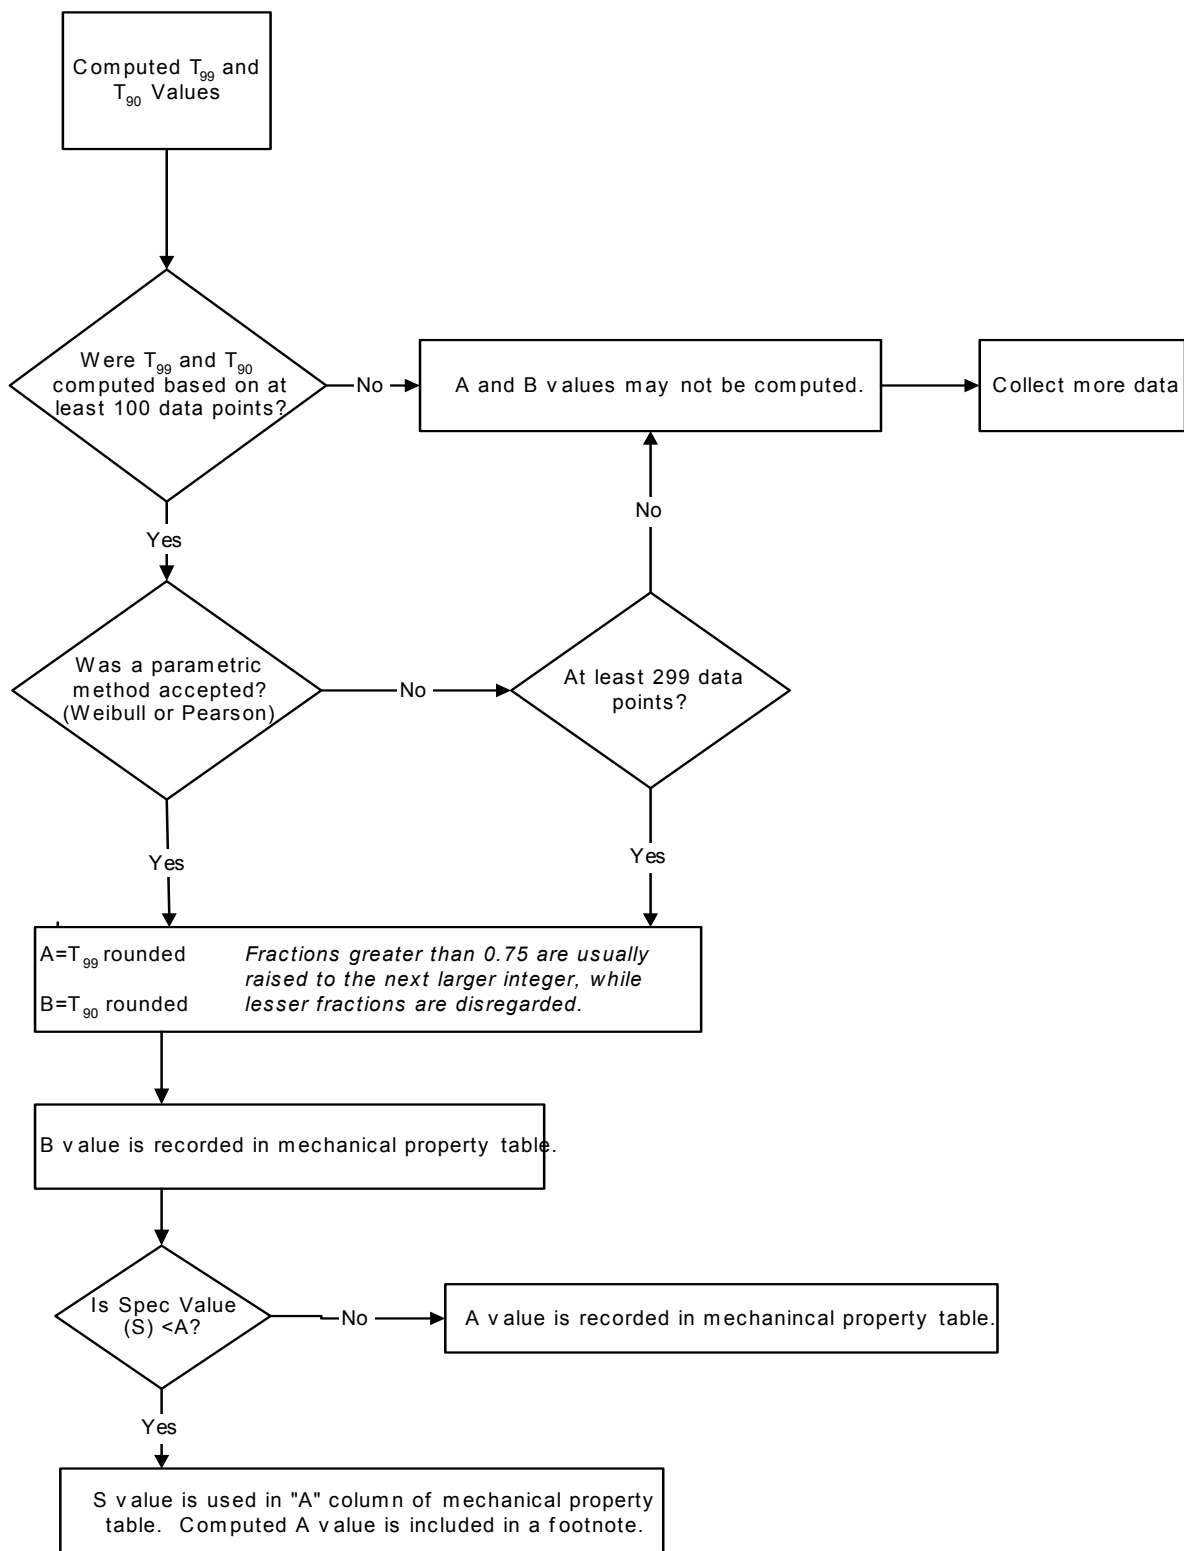 Computed T99 and
T90 Values
Were T99 and T90
computed based on at
least 100 data points?
No
A and B values may not be computed.
Collect more data
Yes
No
Was a parametric
method accepted?
(Weibull or Pearson)
No
At least 299 data
points?
Yes
Yes
A=T99 rounded
B=T90 rounded
Fractions greater than 0.75 are usually
raised to the next larger integer, while
lesser fractions are disregarded.
B value is recorded in mechanical property table.
Is Spec Value
(S) <A?
No
A value is recorded in mechanincal property table.
Yes
S value is used in "A" column of mechanical property
table. Computed A value is included in a footnote.